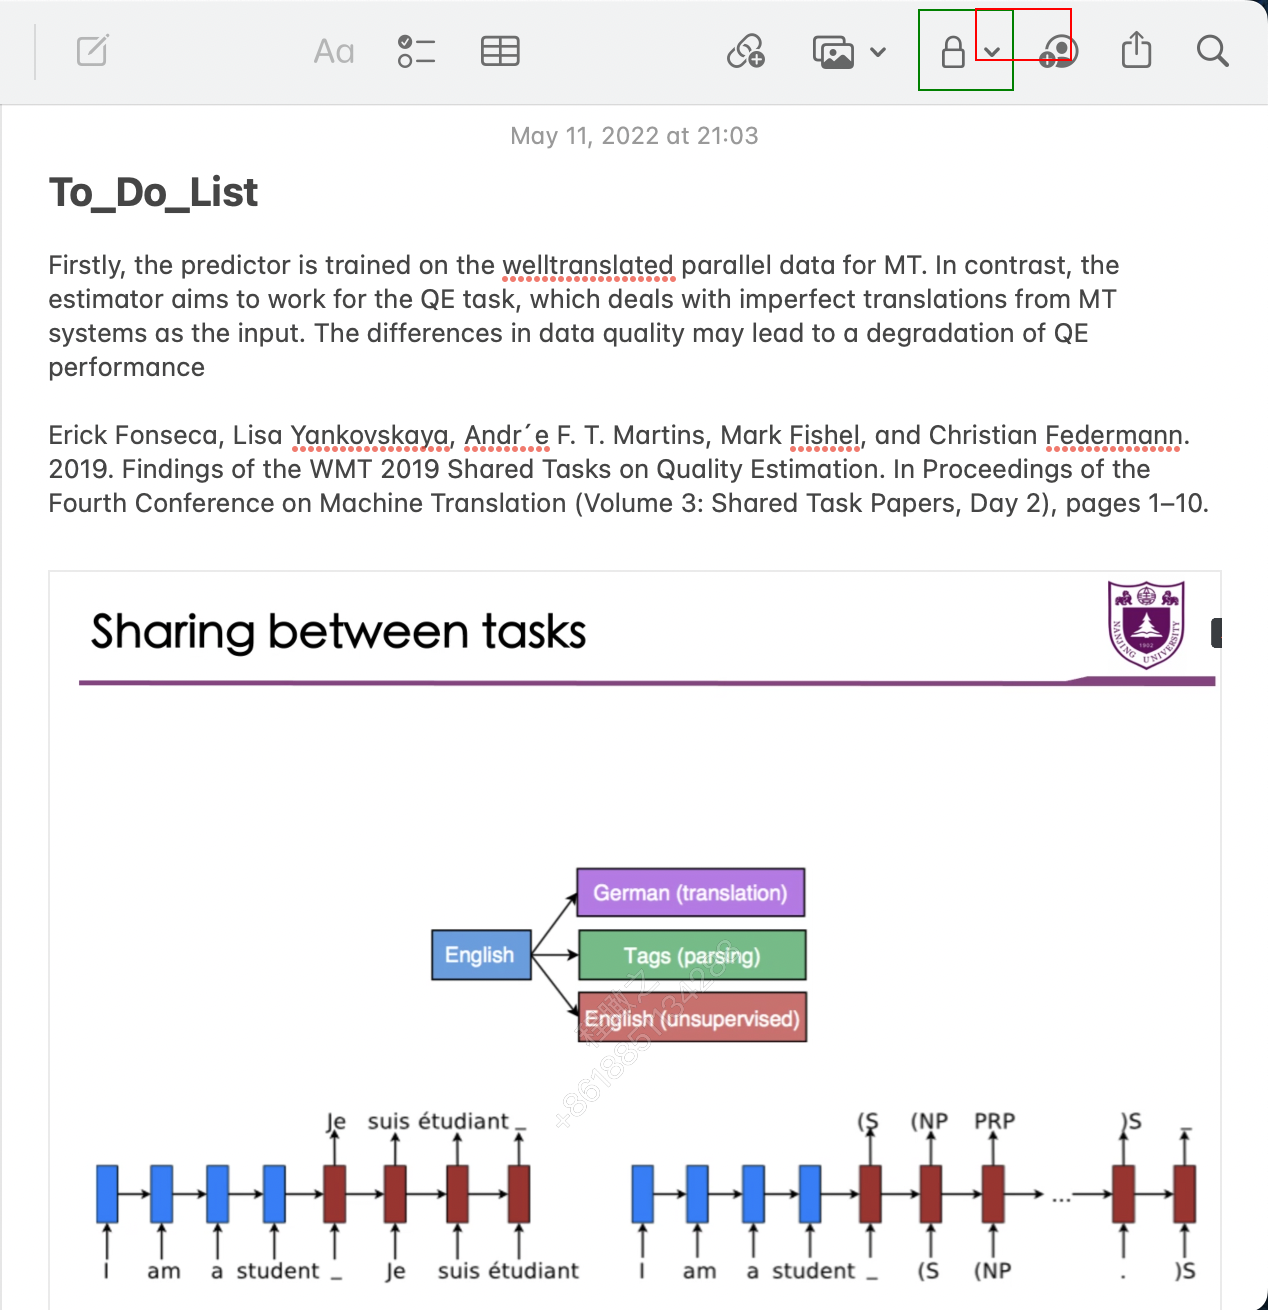 Aa
May 11, 2022 at 21:03
To_Do_List
Firstly, the predictor is trained on the welltranslated parallel data for MT. In contrast, the
estimator aims to work for the QE task, which deals with imperfect translations from MT
systems as the input. The differences in data quality may lead to a degradation of QE
performance
Erick Fonseca, Lisa Yankovskaya, Andr´e F. T. Martins, Mark Fishel, and Christian Federmann.
2019. Findings of the WMT 2019 Shared Tasks on Quality Estimation. In Proceedings of the
Fourth Conference on Machine Translation (Volume 3: Shared Task Papers, Day 2), pages 1–10.
Sharing between tasks
NANJING UNIVERSITY
1902
German (translation)
English
Tags (parsing)
English (unsupervised)
Je suis étudiant _
(S (NP PRP )S _
...
I am a student _ Je suis étudiant
I am a student _ (S (NP . )S